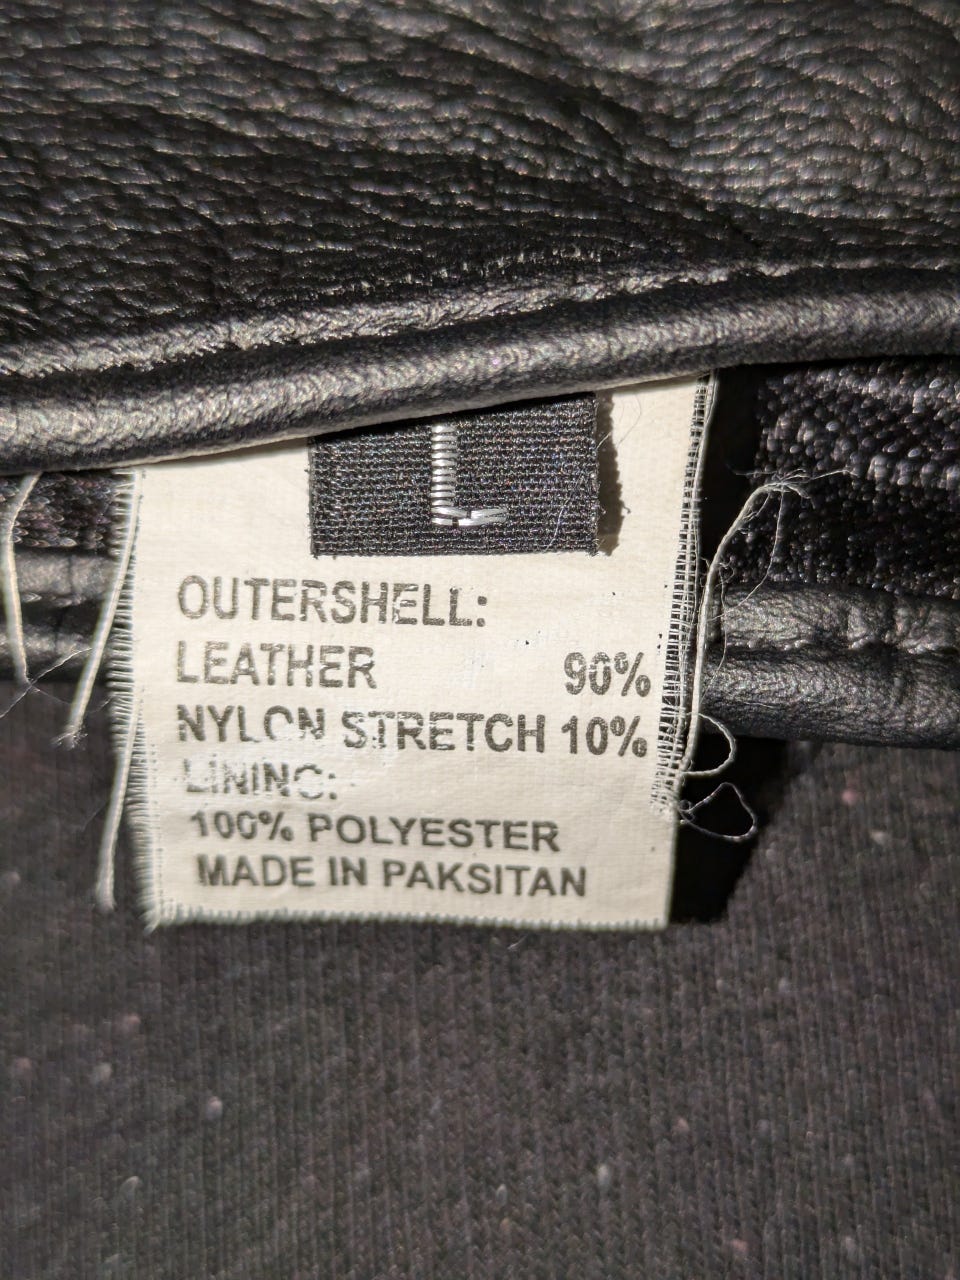 L
OUTERSHELL:
LEATHER 90%
NYLON STRETCH 10%
LINING:
100% POLYESTER
MADE IN PAKSITAN